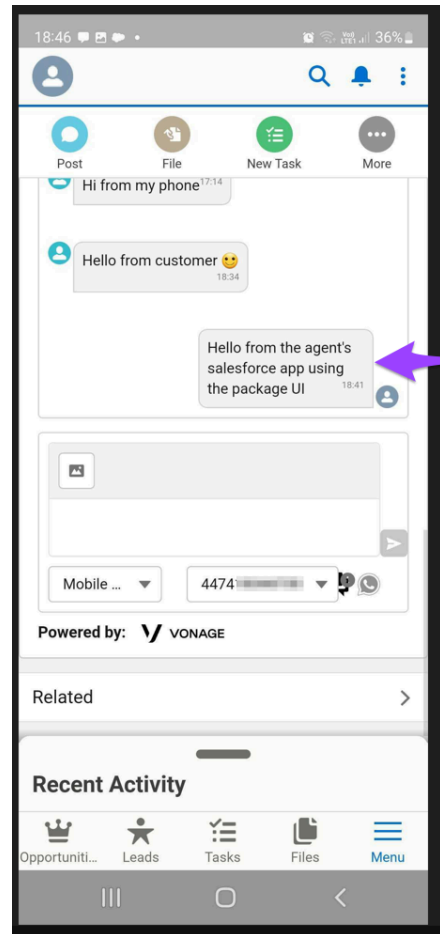 18:46
36%
Post File New Task More
Hi from my phone 17:14
Hello from customer 🙂
18:34
Hello from the agent's
salesforce app using
the package UI 18:41
Mobile ... 4474
Powered by: VONAGE
Related
Recent Activity
Opportuniti... Leads Tasks Files Menu